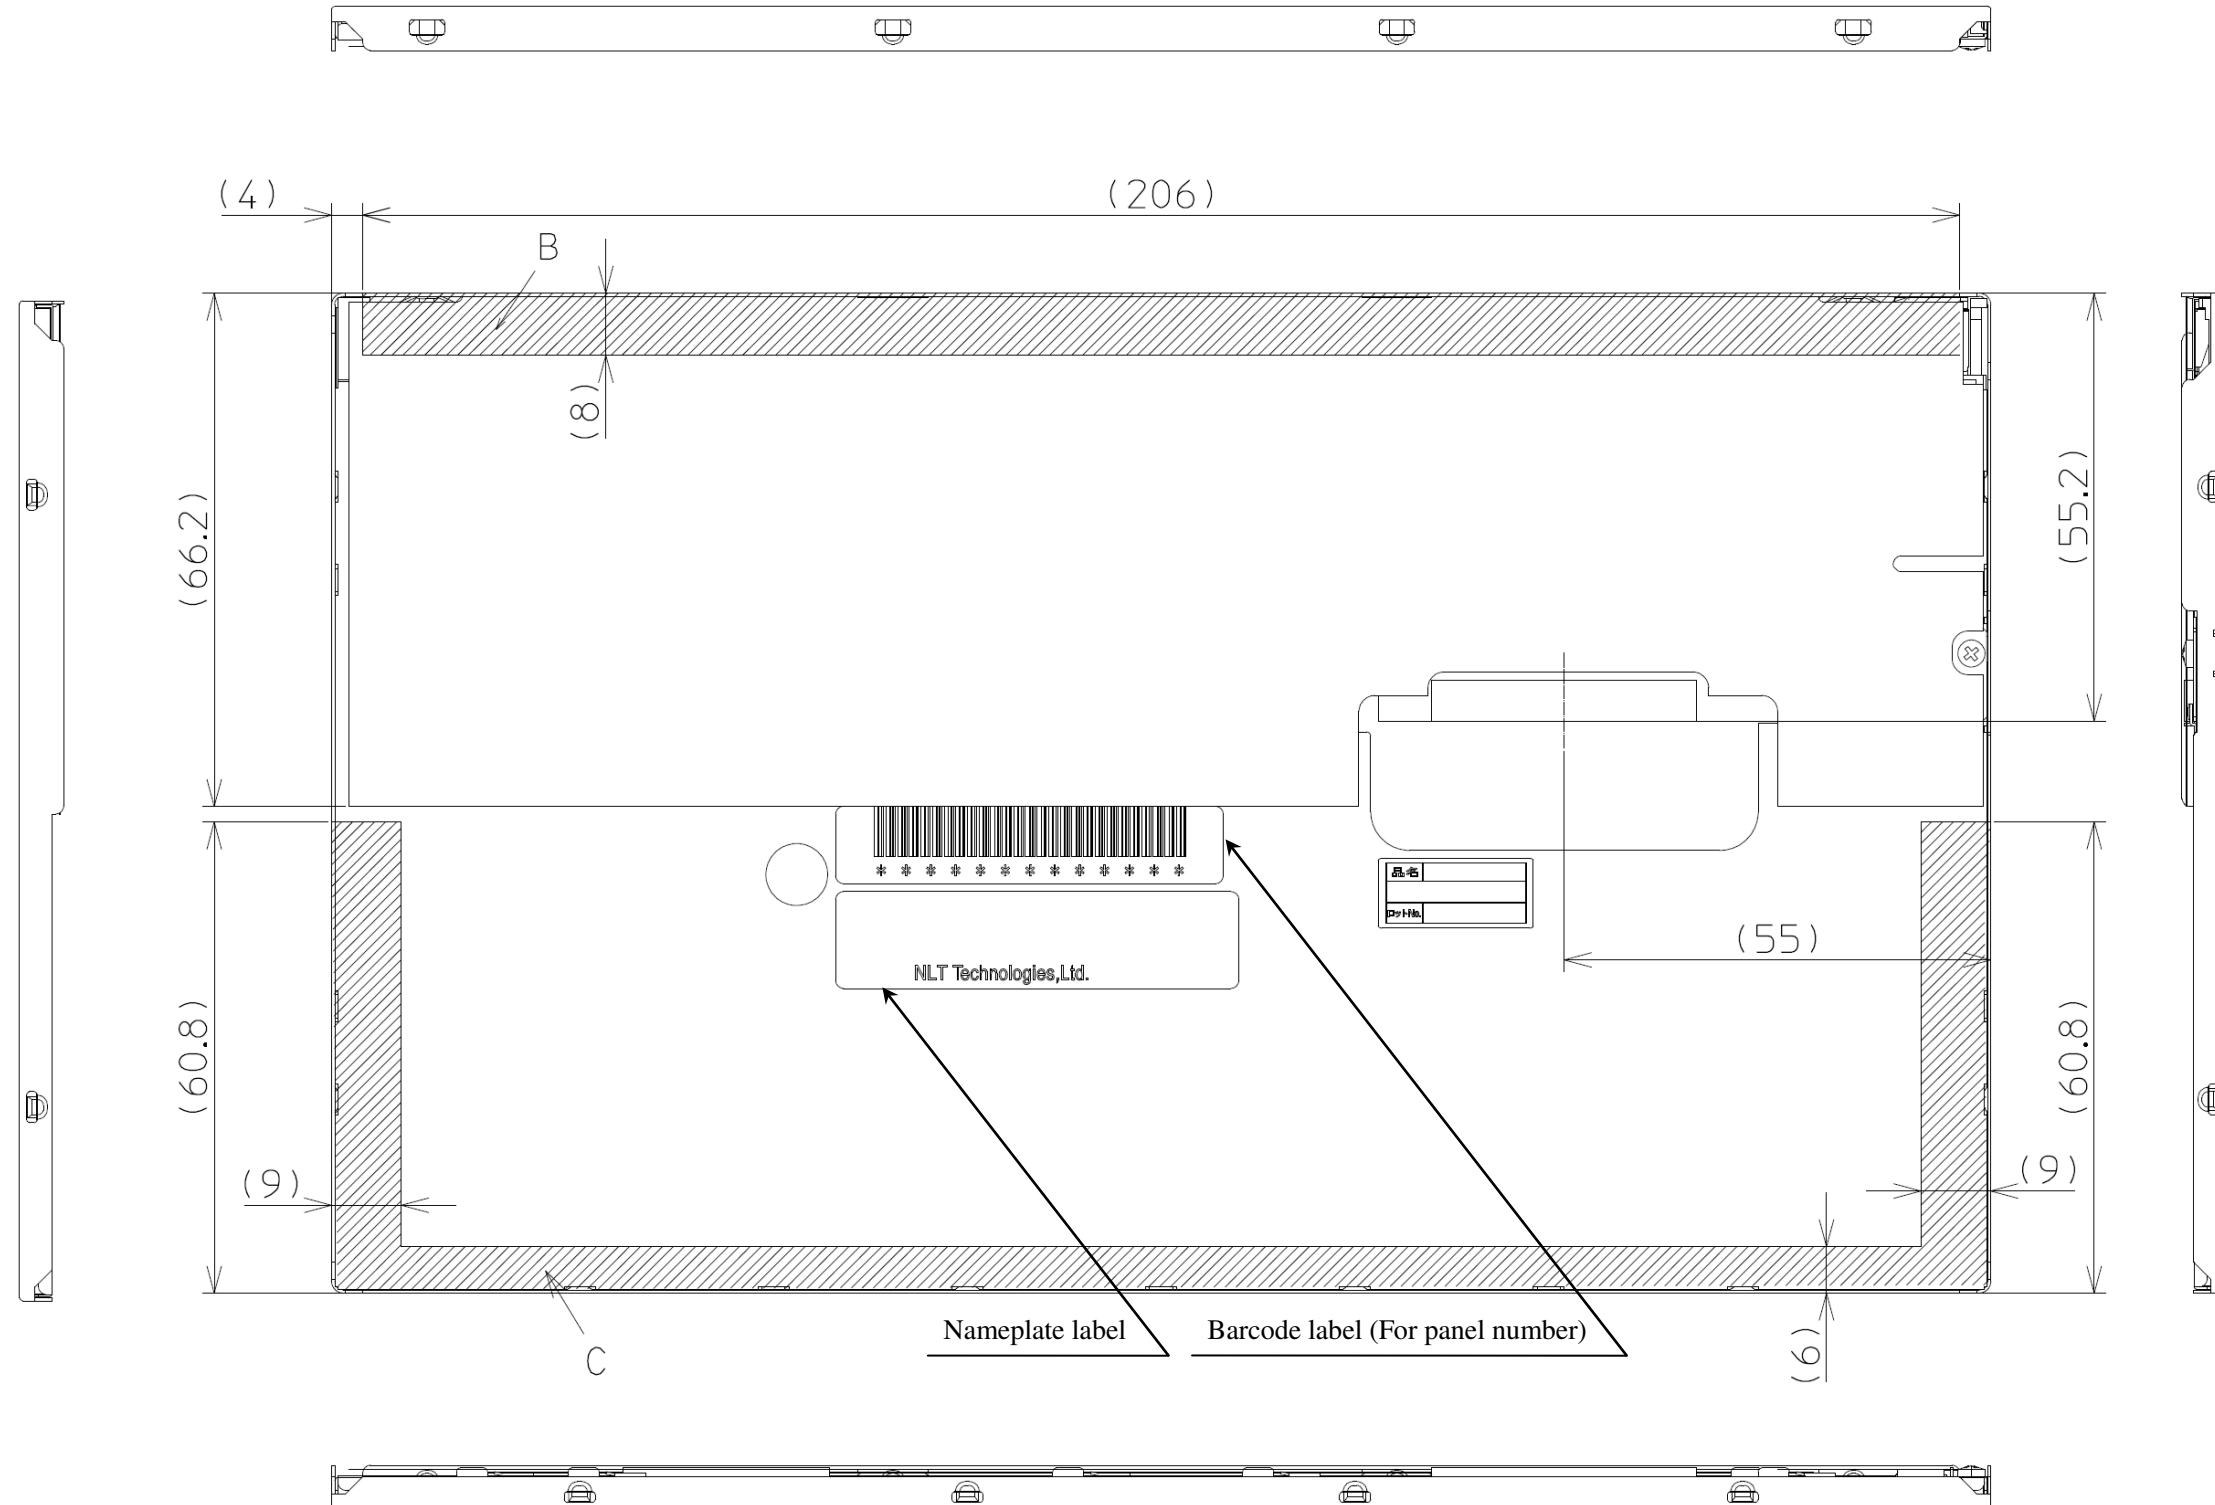 (4)
(206)
B
(8)
(66.2)
(55.2)
* * * * * * * * * * * * *
品名
ロットNo.
(55)
NLT Technologies,Ltd.
(60.8)
(60.8)
(9)
(9)
Nameplate label
Barcode label (For panel number)
(6)
C